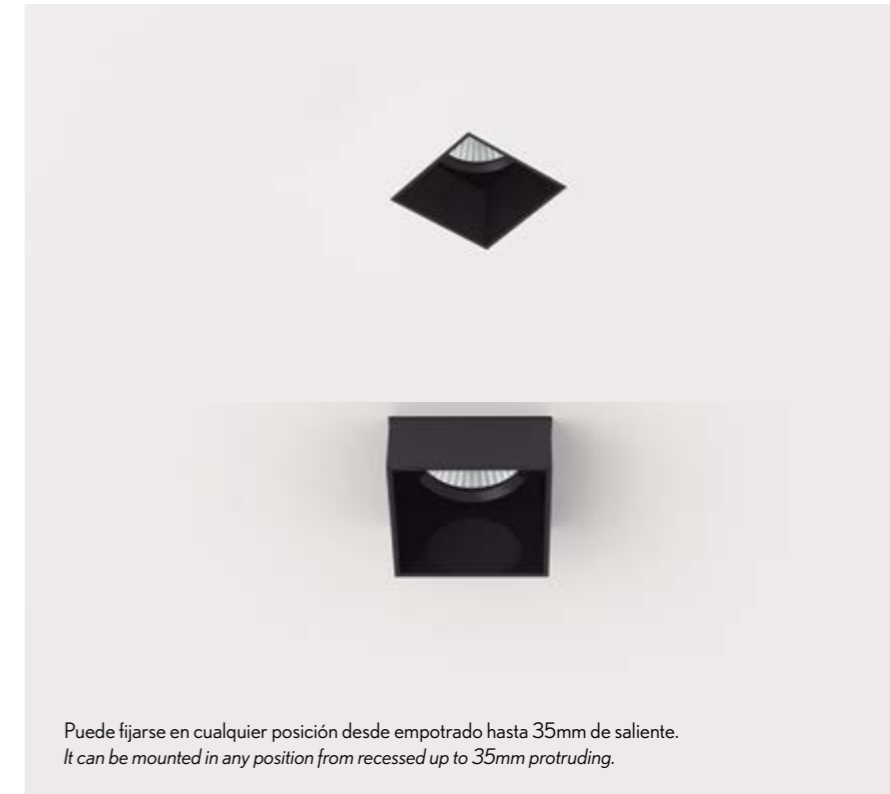 Puede fijarse en cualquier posición desde empotrado hasta 35mm de saliente.
It can be mounted in any position from recessed up to 35mm protruding.